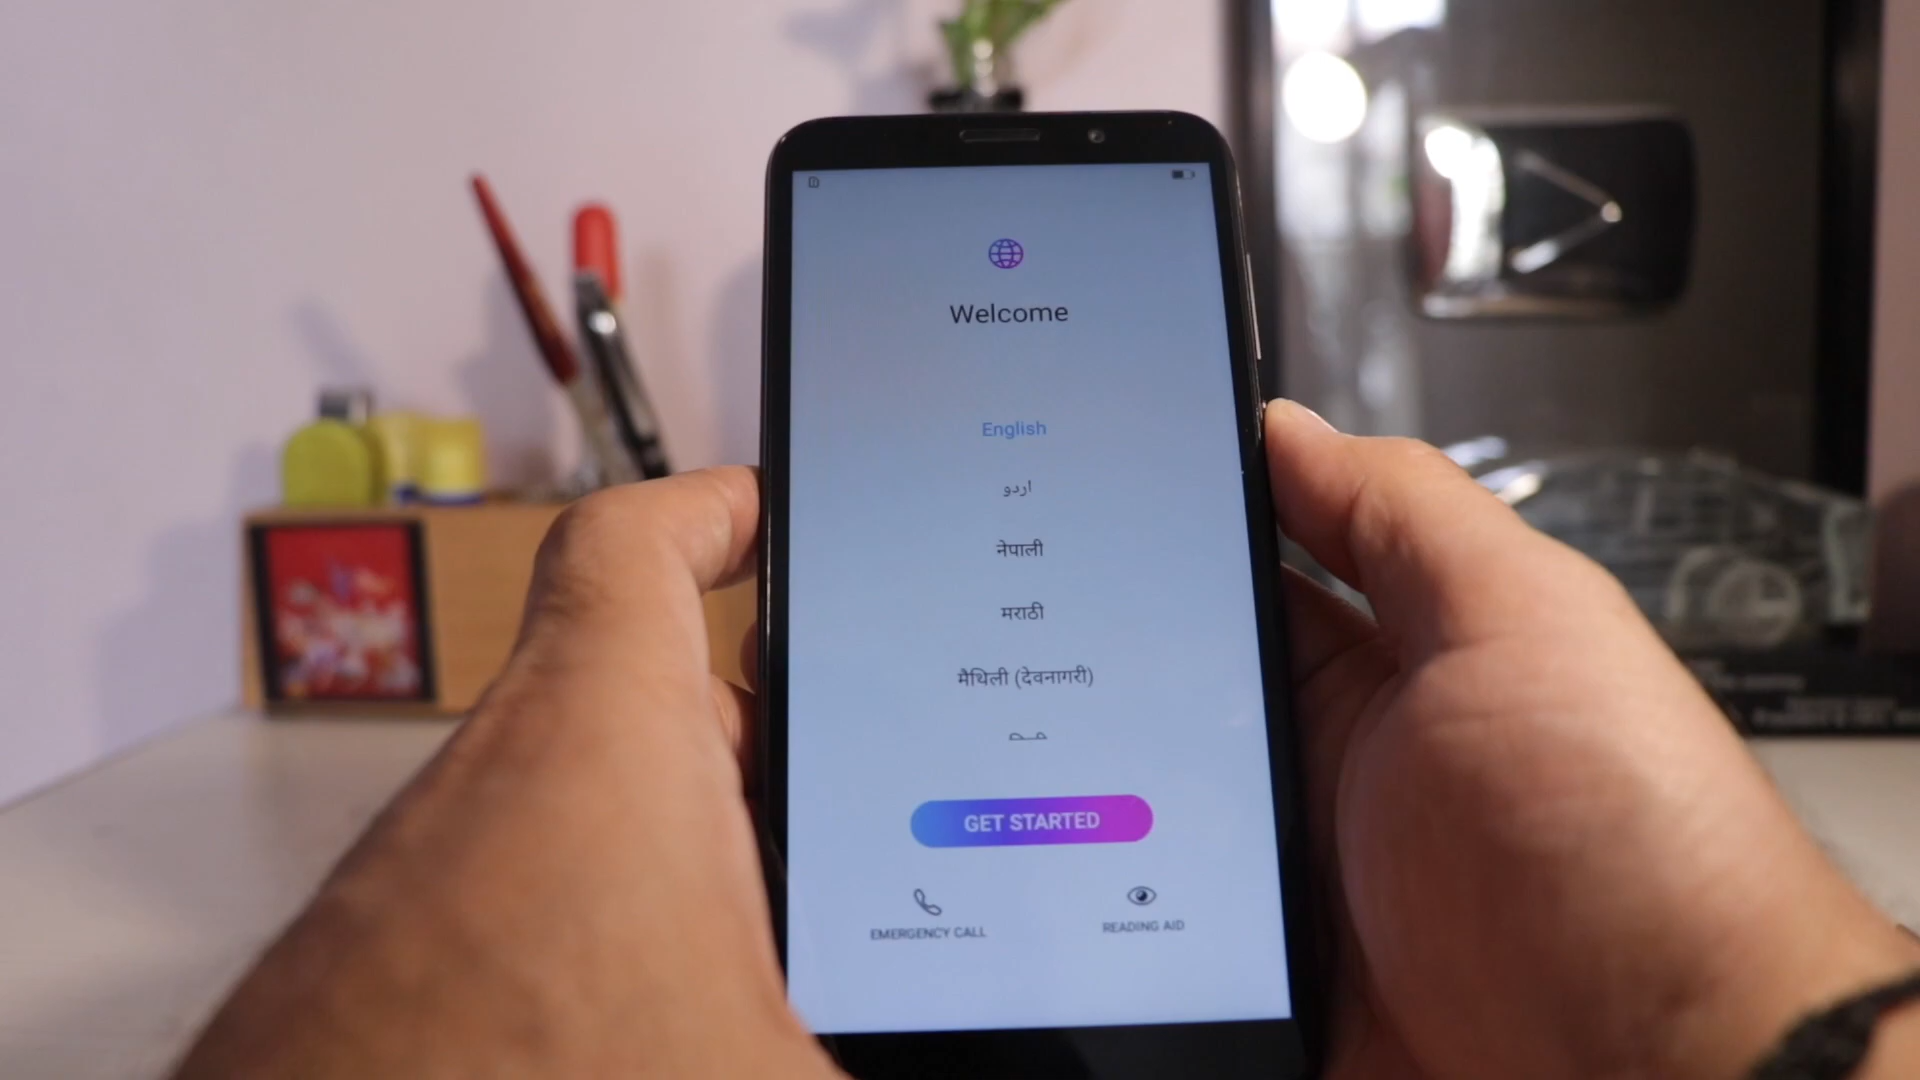 Welcome
English
اردو
नेपाली
मराठी
मैथिली (देवनागरी)
GET STARTED
EMERGENCY CALL
READING AID